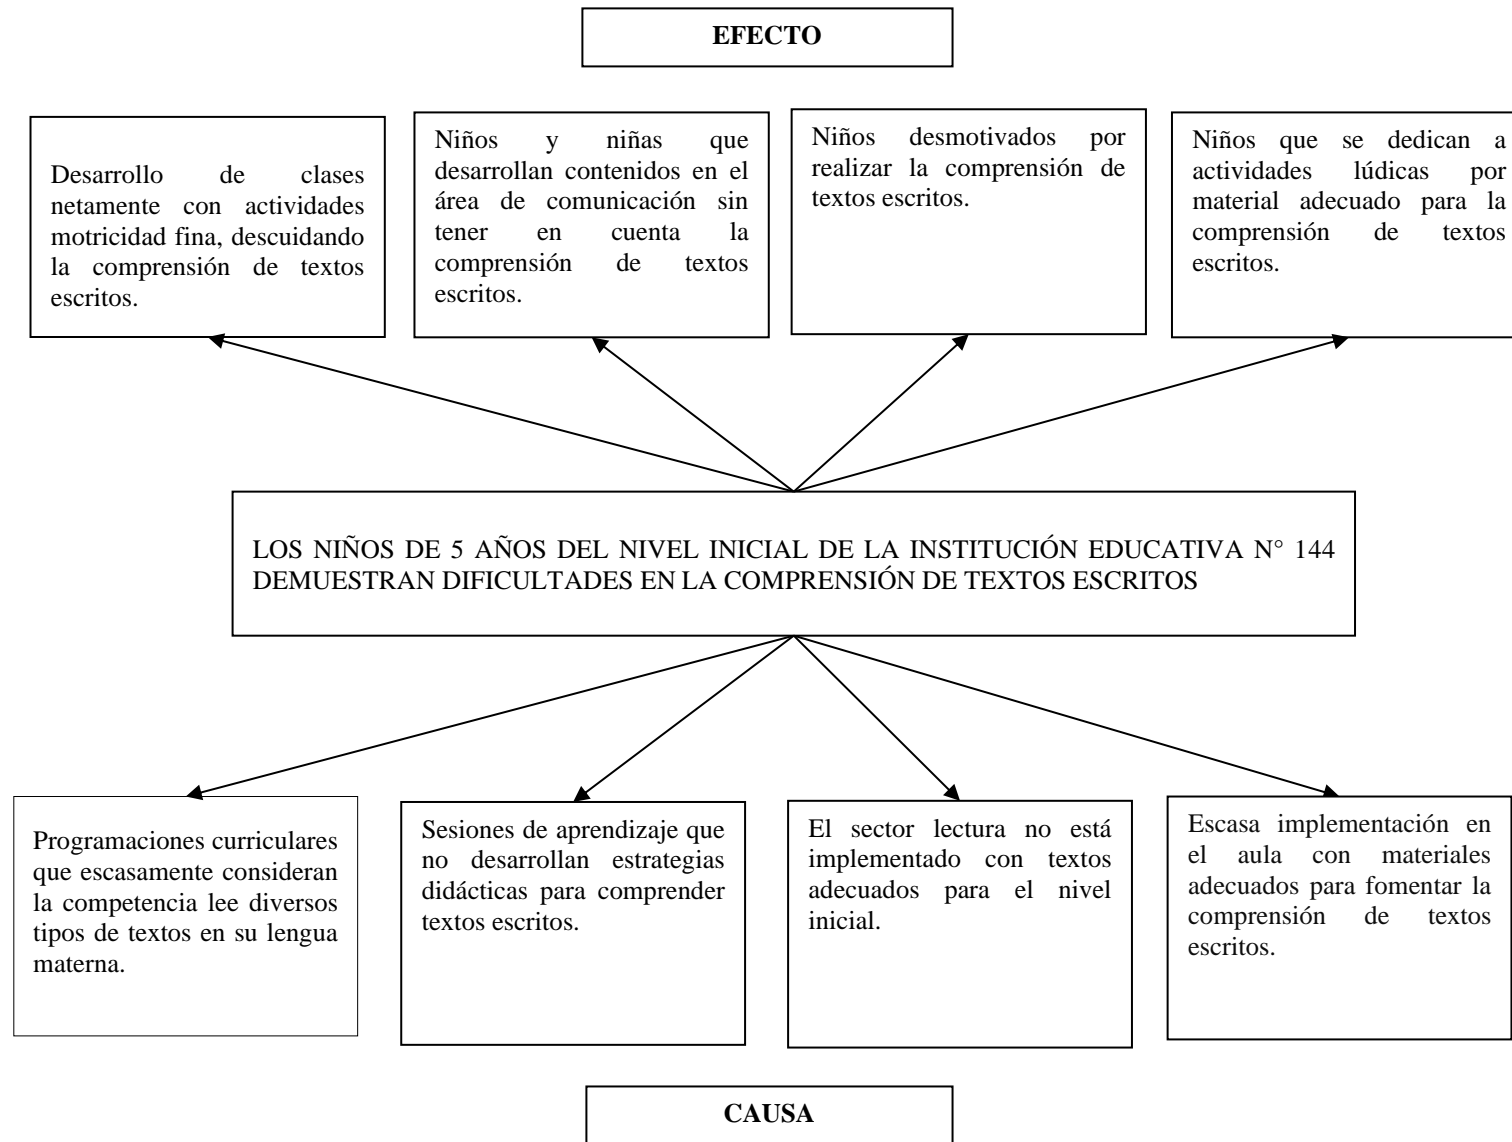 EFECTO
Desarrollo de clases
netamente con actividades
motricidad fina, descuidando
la comprensión de textos
escritos.
Niños y niñas que
desarrollan contenidos en el
área de comunicación sin
tener en cuenta la
comprensión de textos
escritos.
Niños desmotivados por
realizar la comprensión de
textos escritos.
Niños que se dedican a
actividades lúdicas por
material adecuado para la
comprensión de textos
escritos.
LOS NIÑOS DE 5 AÑOS DEL NIVEL INICIAL DE LA INSTITUCIÓN EDUCATIVA N° 144
DEMUESTRAN DIFICULTADES EN LA COMPRENSIÓN DE TEXTOS ESCRITOS
Programaciones curriculares
que escasamente consideran
la competencia lee diversos
tipos de textos en su lengua
materna.
Sesiones de aprendizaje que
no desarrollan estrategias
didácticas para comprender
textos escritos.
El sector lectura no está
implementado con textos
adecuados para el nivel
inicial.
Escasa implementación en
el aula con materiales
adecuados para fomentar la
comprensión de textos
escritos.
CAUSA